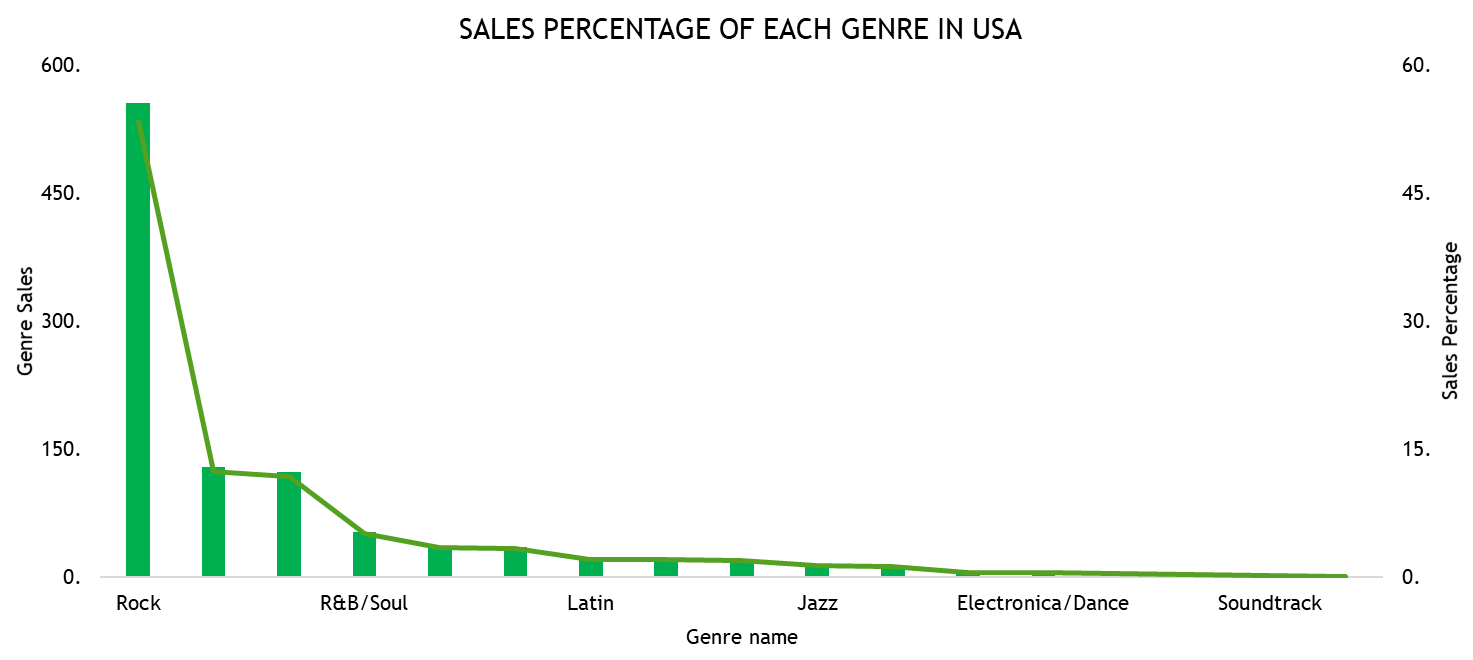 SALES PERCENTAGE OF EACH GENRE IN USA
600.
450.
300.
150.
0.
Genre Sales
60.
45.
30.
15.
0.
Sales Percentage
Rock R&B/Soul Latin Jazz Electronica/Dance Soundtrack
Genre name